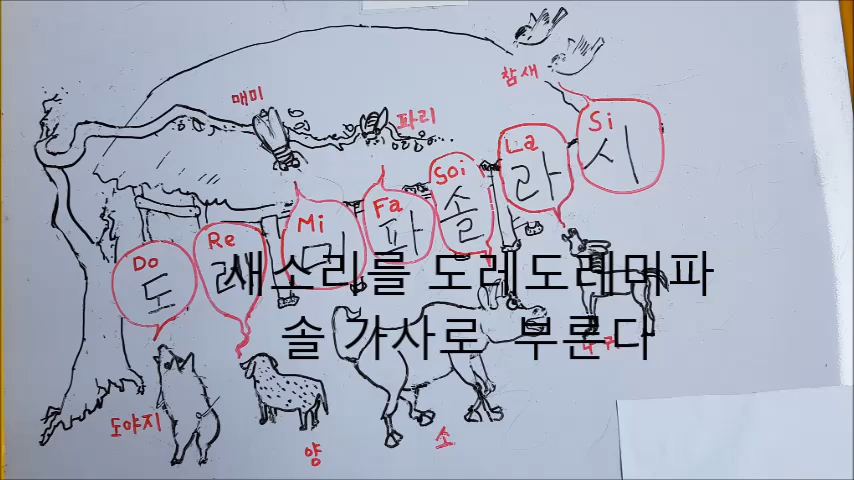 참새
매미
파리
Si
시
La
라
Soi
솔
Fa
파
Mi
미
Re
레
Do
도
새소리를 도레도레미파
솔 가사로 부른다
도야지
양
소